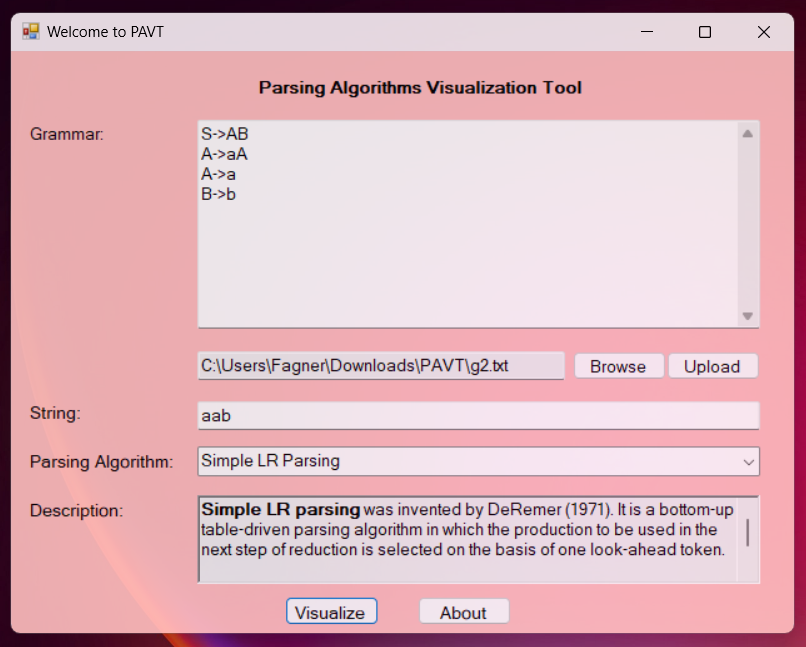 Welcome to PAVT
Parsing Algorithms Visualization Tool
Grammar:
S->AB
A->aA
A->a
B->b
C:\Users\Fagner\Downloads\PAVT\g2.txt
Browse
Upload
String:
aab
Parsing Algorithm:
Simple LR Parsing
Description:
Simple LR parsing was invented by DeRemer (1971). It is a bottom-up
table-driven parsing algorithm in which the production to be used in the
next step of reduction is selected on the basis of one look-ahead token.
Visualize
About